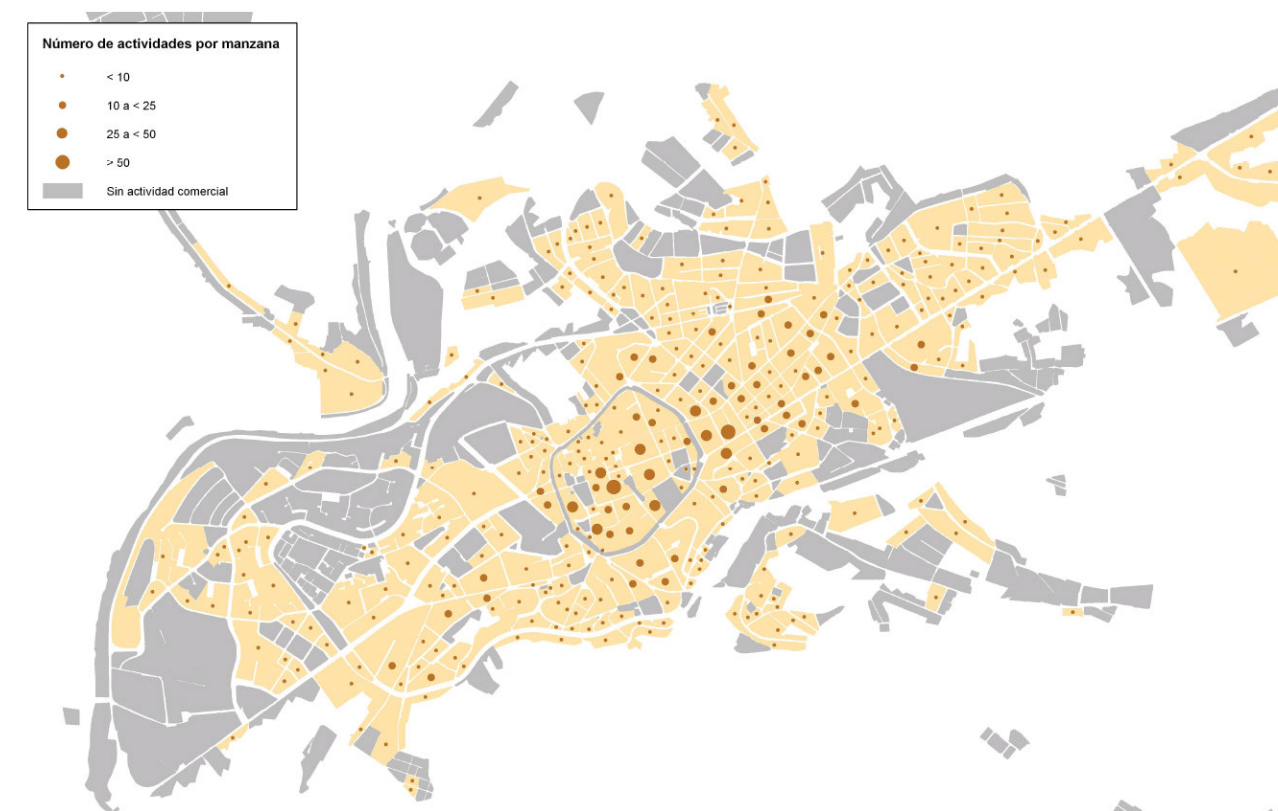 Número de actividades por manzana
< 10
10 a < 25
25 a < 50
> 50
Sin actividad comercial